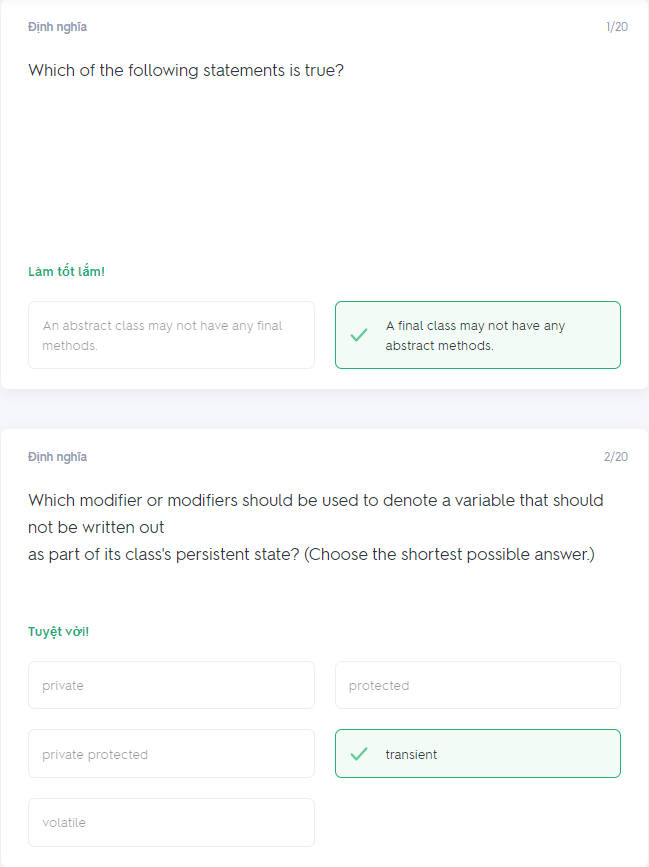 Định nghĩa
1/20
Which of the following statements is true?
Làm tốt lắm!
An abstract class may not have any final
methods.
A final class may not have any
abstract methods.
Định nghĩa
2/20
Which modifier or modifiers should be used to denote a variable that should
not be written out
as part of its class's persistent state? (Choose the shortest possible answer.)
Tuyệt vời!
private
protected
private protected
transient
volatile